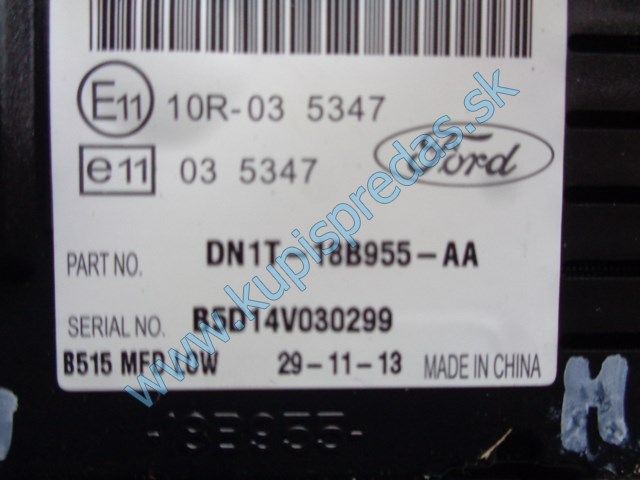 E11 10R-03 5347
e11 03 5347
Ford
PART NO. DN1T-18B955-AA
SERIAL NO. B5D14V030299
B515 MFD LOW 29-11-13 MADE IN CHINA
-18B955-
M
www.kupispredas.sk